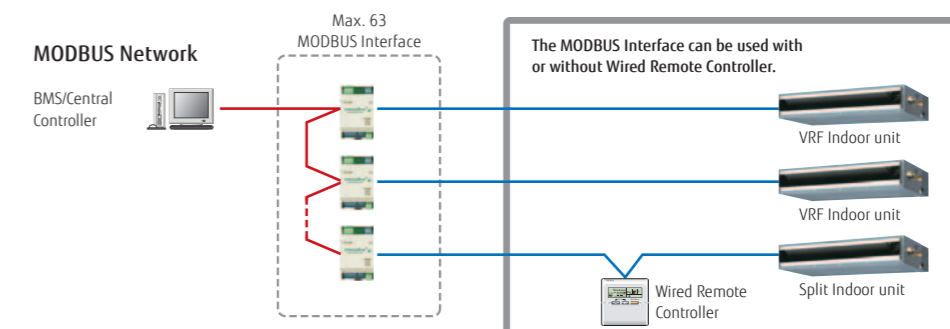 Max. 63
MODBUS Interface
MODBUS Network
The MODBUS Interface can be used with
or without Wired Remote Controller.
BMS/Central
Controller
VRF Indoor unit
VRF Indoor unit
Wired Remote
Controller
Split Indoor unit